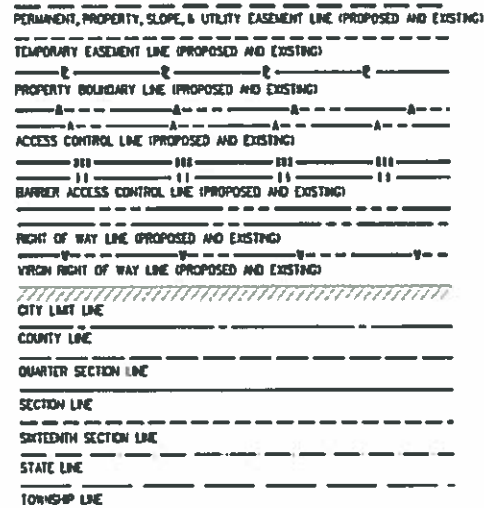 PERMANENT, PROPERTY, SLOPE, & UTILITY EASEMENT LINE (PROPOSED AND EXISTING)
TEMPORARY EASEMENT LINE (PROPOSED AND EXISTING)
PROPERTY BOUNDARY LINE (PROPOSED AND EXISTING)
A A A A
A A A A
ACCESS CONTROL LINE (PROPOSED AND EXISTING)
BARRIER ACCESS CONTROL LINE (PROPOSED AND EXISTING)
RIGHT OF WAY LINE (PROPOSED AND EXISTING)
V V V V
VIRGIN RIGHT OF WAY LINE (PROPOSED AND EXISTING)
CITY LIMIT LINE
COUNTY LINE
QUARTER SECTION LINE
SECTION LINE
SIXTEENTH SECTION LINE
STATE LINE
TOWNSHIP LINE